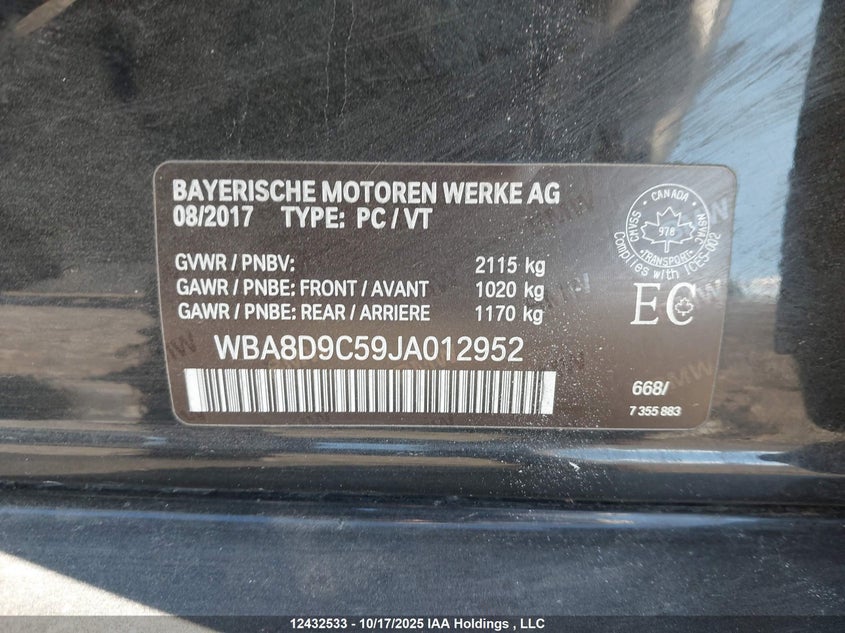 BAYERISCHE MOTOREN WERKE AG
08/2017 TYPE: PC / VT
GVWR / PNBV: 2115 kg
GAWR / PNBE: FRONT / AVANT 1020 kg
GAWR / PNBE: REAR / ARRIERE 1170 kg
WBA8D9C59JA012952
CANADA
CMVSS
NSVAC
978
TRANSPORT
Complies with ICES-002
EC
668/
7 355 883
12432533 - 10/17/2025 IAA Holdings , LLC